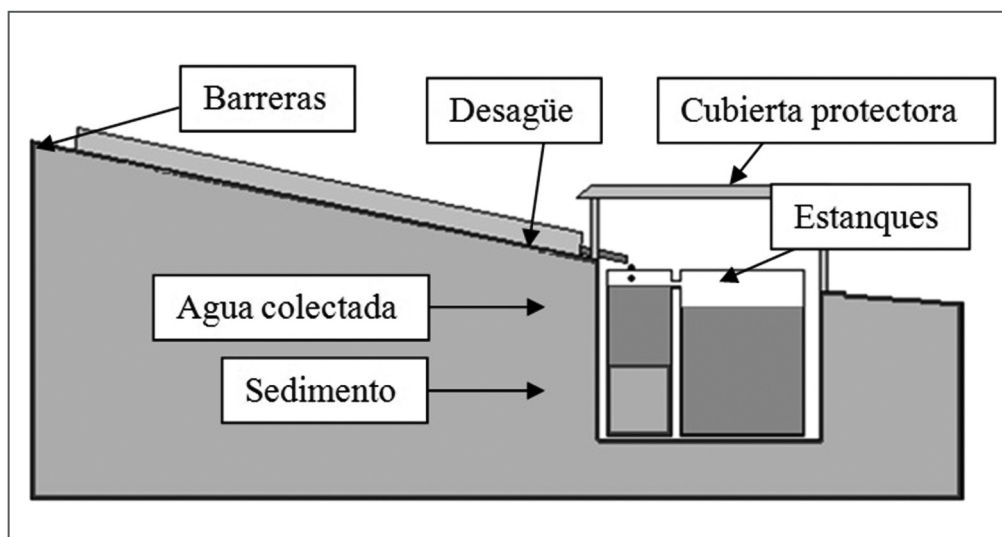 Barreras
Desagüe
Cubierta protectora
Estanques
Agua colectada
Sedimento